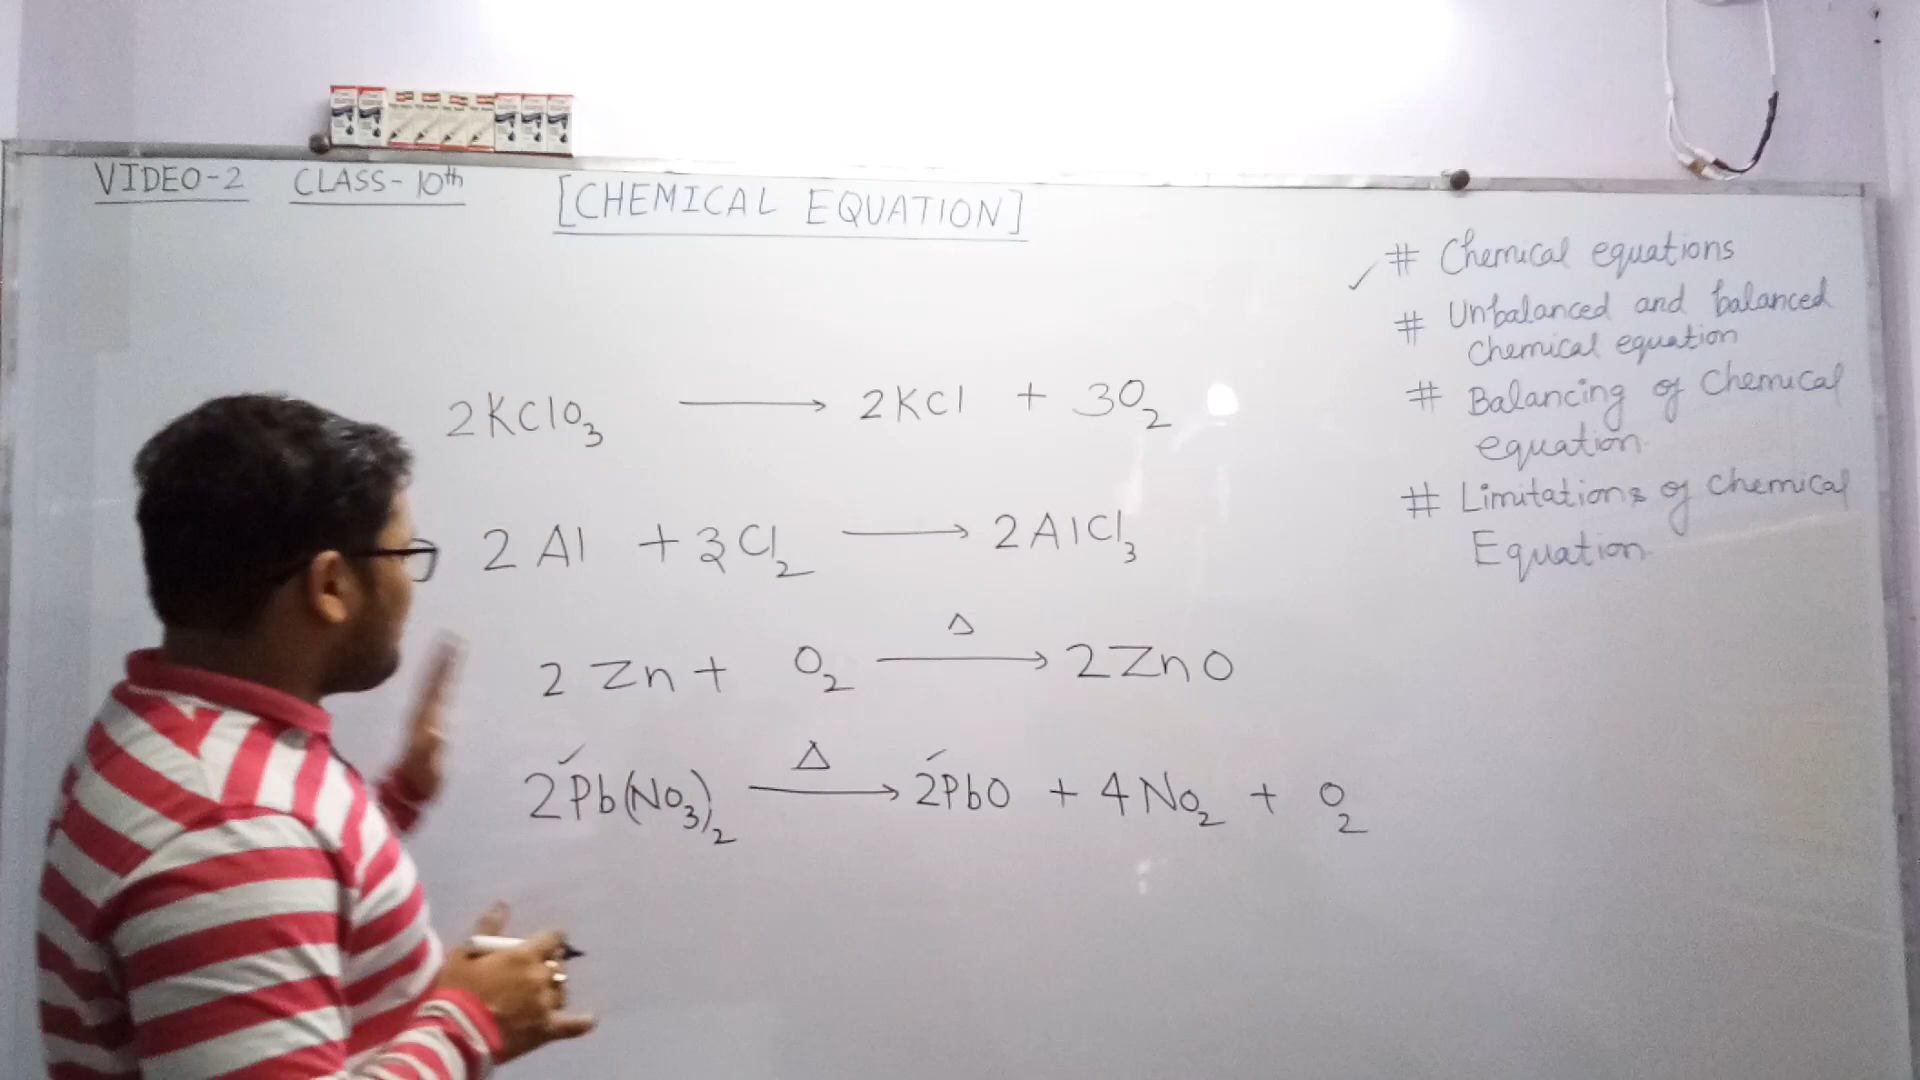 VIDEO-2 CLASS-10th [CHEMICAL EQUATION]
# Chemical equations
# Unbalanced and balanced
chemical equation
# Balancing of chemical
equation.
# Limitations of chemical
Equation.
2KClO₃ ⟶ 2KCl + 3O₂
2Al + 3Cl₂ ⟶ 2AlCl₃
Δ
2Zn + O₂ ⟶ 2ZnO
Δ
2Pb(NO₃)₂ ⟶ 2PbO + 4NO₂ + O₂